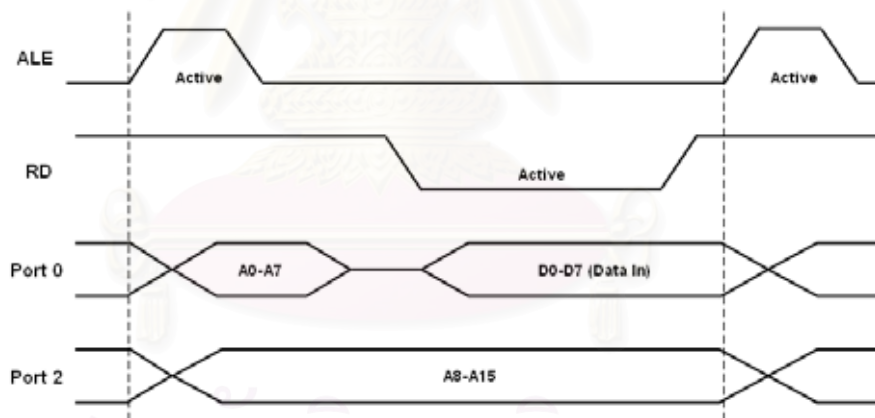 ALE
Active
Active
RD
Active
Port 0
A0-A7
D0-D7 (Data In)
Port 2
A8-A15